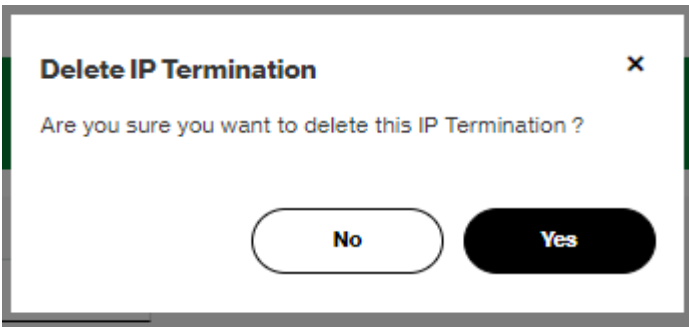 Delete IP Termination
Are you sure you want to delete this IP Termination ?
No
Yes